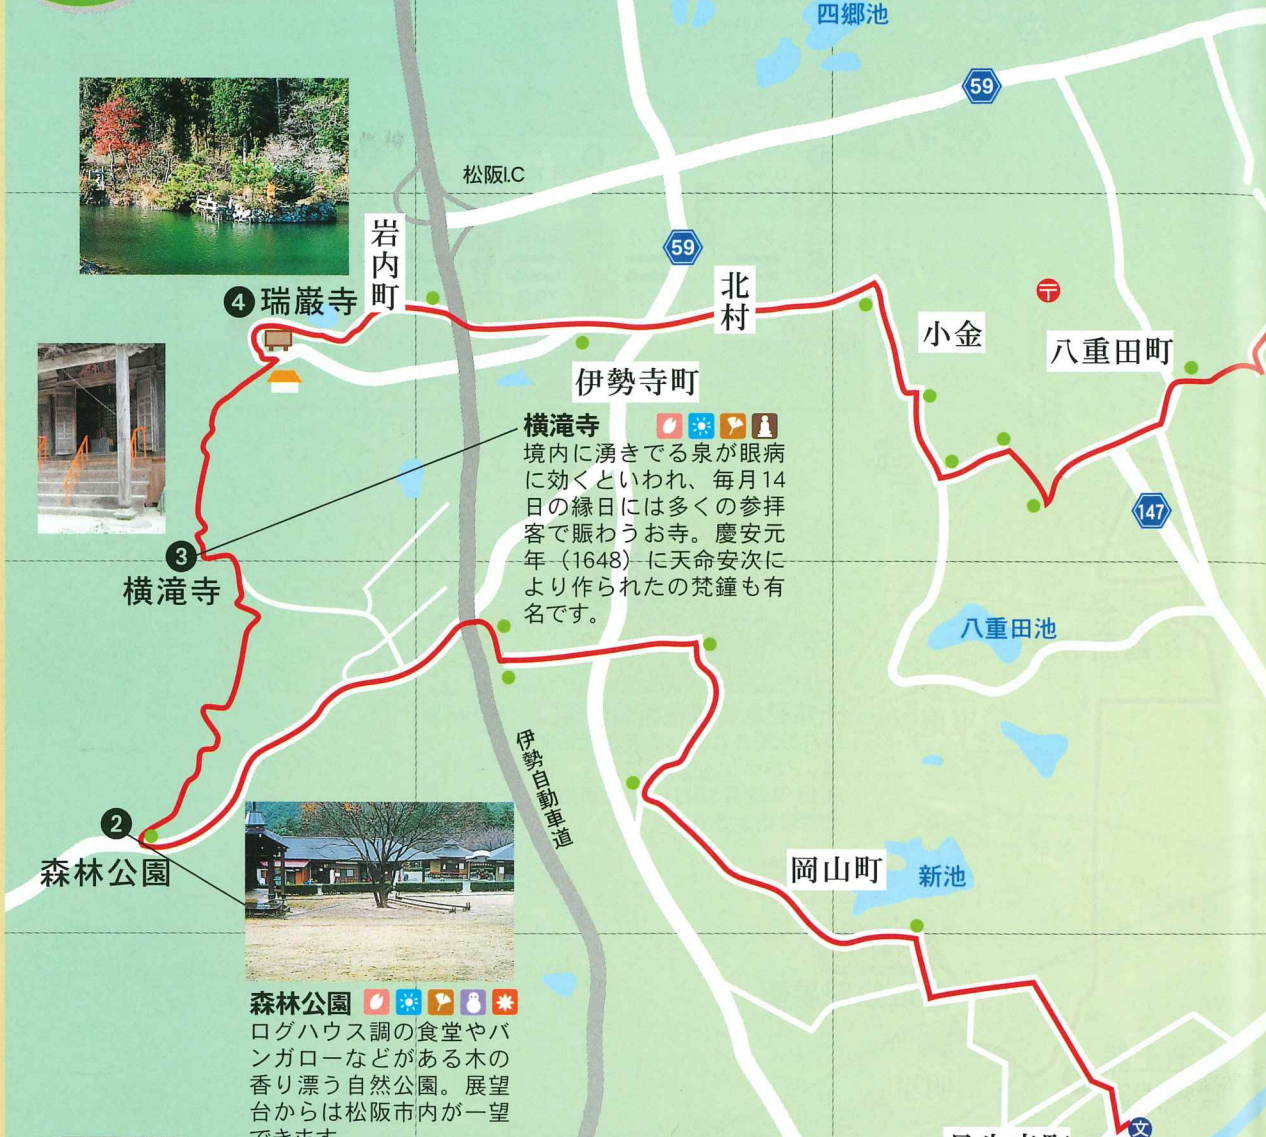 四郷池
59
松阪I.C
岩内町
59
北村
❹瑞巌寺
小金
八重田町
伊勢寺町
横滝寺
境内に湧きでる泉が眼病
に効くといわれ、毎月14
日の縁日には多くの参拝
客で賑わうお寺。慶安元
年（1648）に天命安次に
より作られたの梵鐘も有
名です。
147
❸
横滝寺
八重田池
伊勢自動車道
❷
森林公園
岡山町
新池
森林公園
ログハウス調の食堂やバ
ンガローなどがある木の
香り漂う自然公園。展望
台からは松阪市内が一望
できます。
文